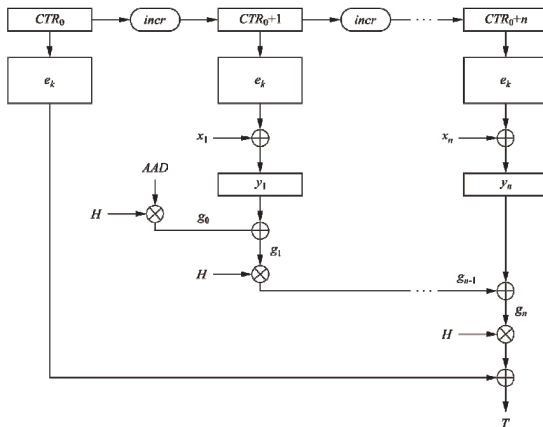 CTR₀ incr CTR₀+1 incr ... CTR₀+n
eₖ eₖ eₖ
x₁ xₙ
AAD y₁ yₙ
H g₀
g₁
H ... gₙ₋₁
gₙ
H
T